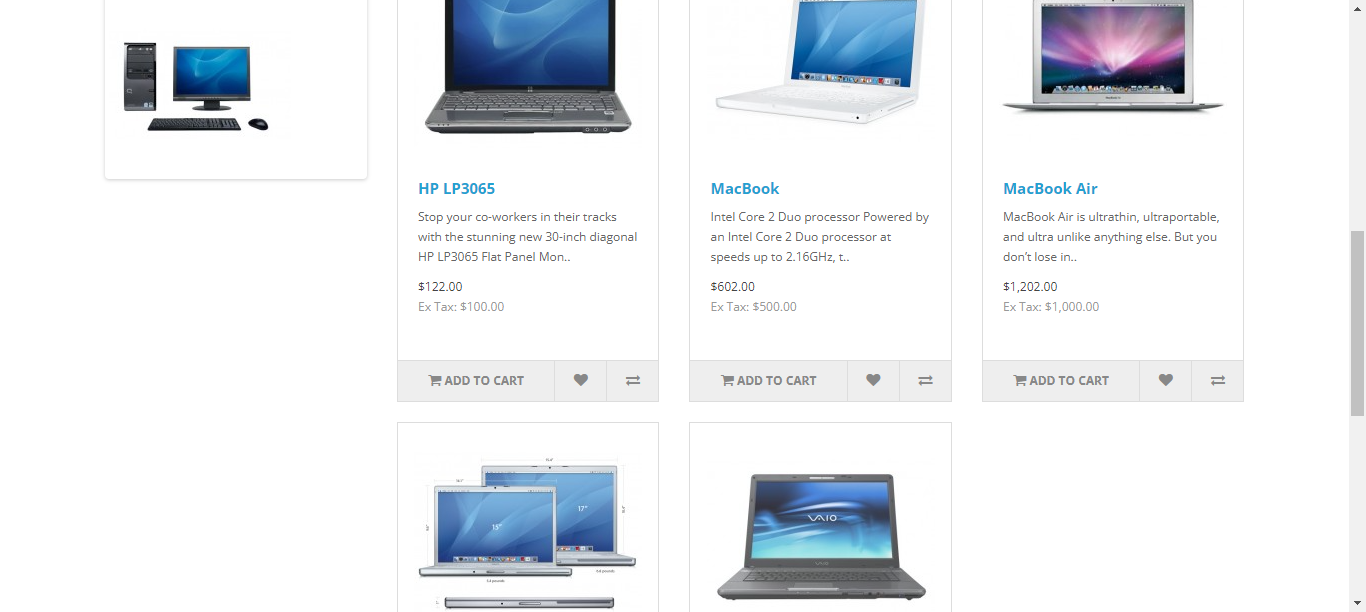 HP LP3065
Stop your co-workers in their tracks
with the stunning new 30-inch diagonal
HP LP3065 Flat Panel Mon..
$122.00
Ex Tax: $100.00
ADD TO CART
MacBook
Intel Core 2 Duo processor Powered by
an Intel Core 2 Duo processor at
speeds up to 2.16GHz, t..
$602.00
Ex Tax: $500.00
ADD TO CART
MacBook Air
MacBook Air is ultrathin, ultraportable,
and ultra unlike anything else. But you
don’t lose in..
$1,202.00
Ex Tax: $1,000.00
ADD TO CART
15"
17"
VAIO